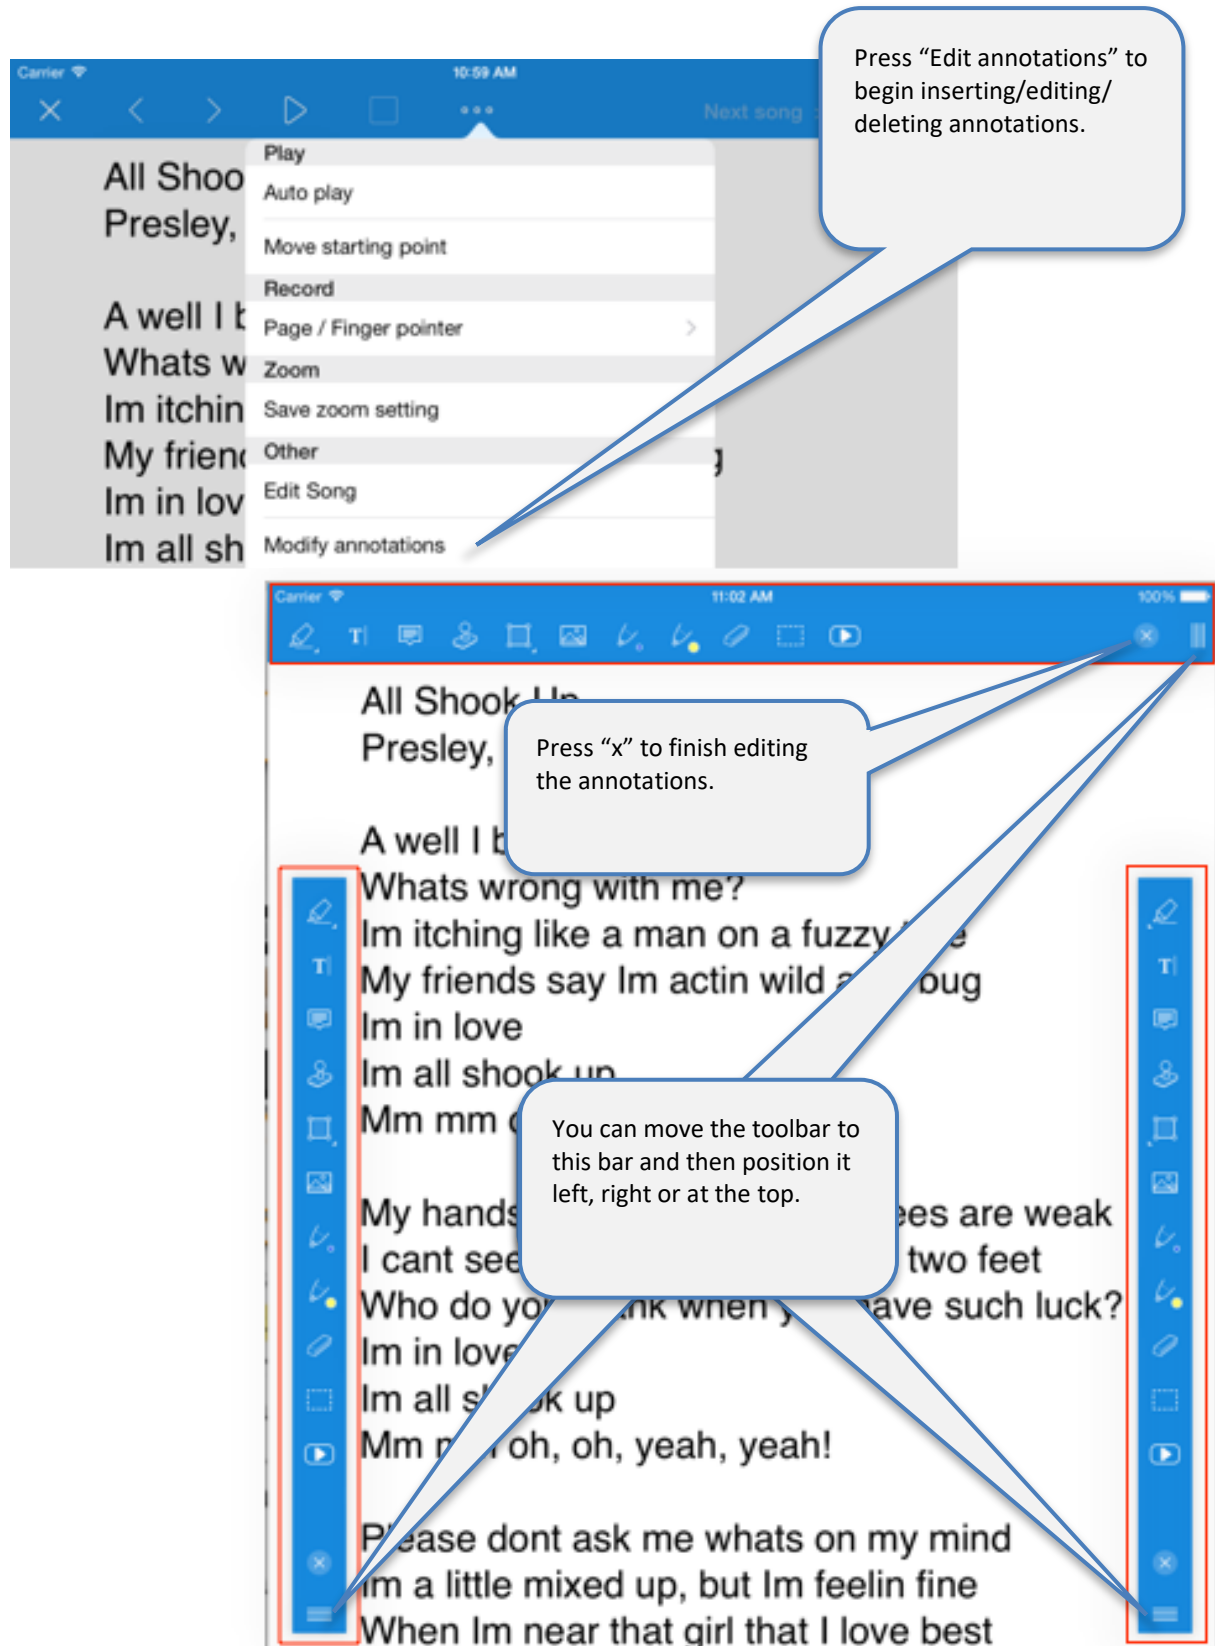 Press “Edit annotations” to
begin inserting/editing/
deleting annotations.
Carrier
10:59 AM
Next song
All Shoo
Presley,
A well I b
Whats w
Im itchin
My frien
g
Im in lov
Im all sh
Play
Auto play
Move starting point
Record
Page / Finger pointer
Zoom
Save zoom setting
Other
Edit Song
Modify annotations
Carrier
11:02 AM
100%
T
All Shook Up
Presley,
Press “x” to finish editing
the annotations.
A well I b
Whats wrong with me?
Im itching like a man on a fuzzy
My friends say Im actin wild a bug
Im in love
Im all shook up
Mm mm
You can move the toolbar to
this bar and then position it
left, right or at the top.
My hands ees are weak
I cant see two feet
Who do you when ave such luck?
Im in love
Im all shook up
Mm oh, oh, yeah, yeah!
Please dont ask me whats on my mind
Im a little mixed up, but Im feelin fine
When Im near that girl that I love best
T
T